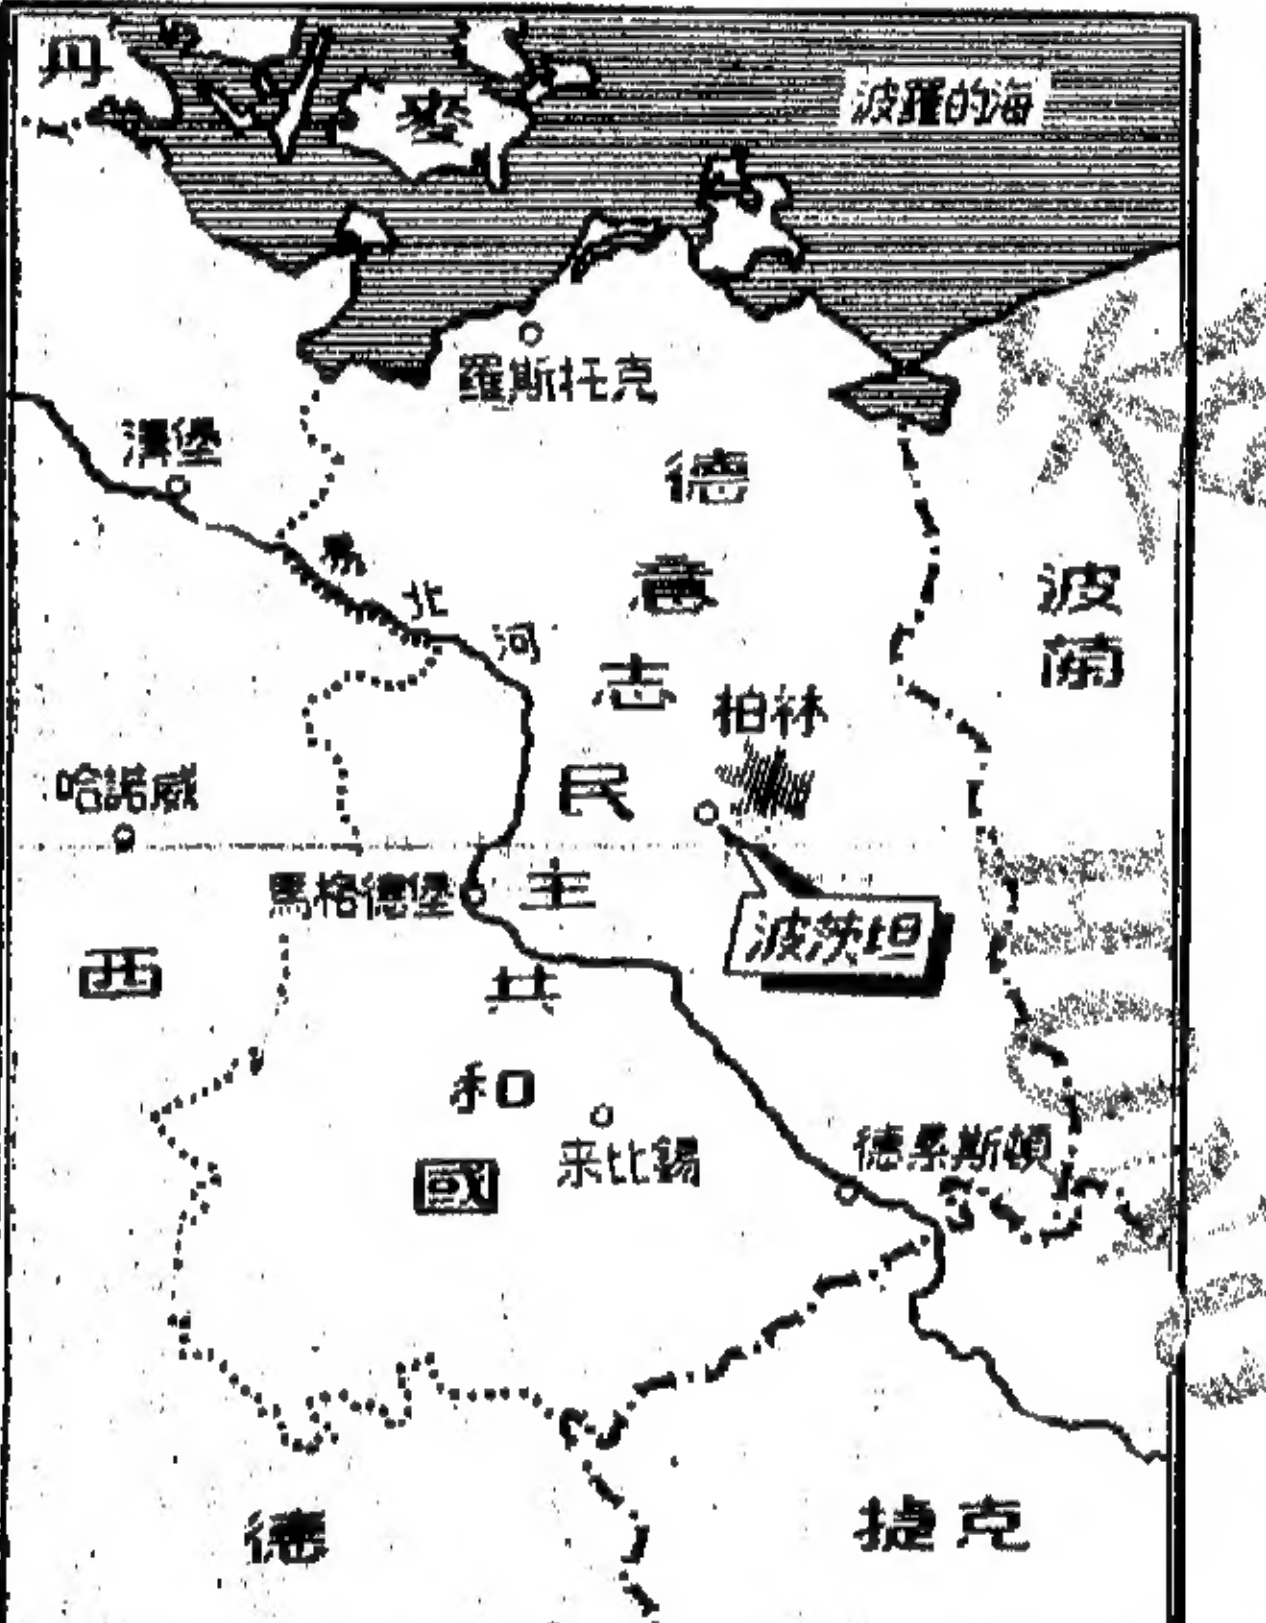 丹麥
波羅的海
羅斯托克
漢堡
易北河
德意志民主共和國
波蘭
柏林
哈諾威
馬格德堡
波茨坦
西德
来比錫
德累斯頓
捷克